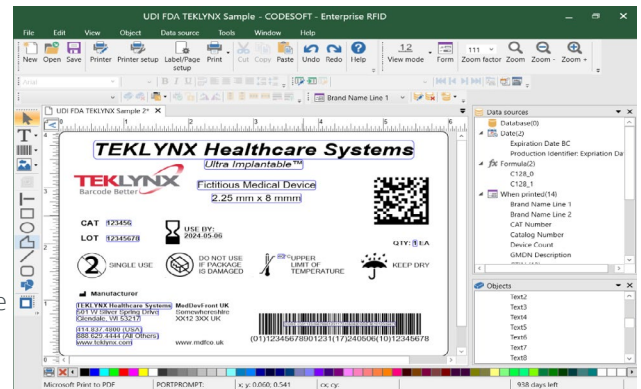 UDI FDA TEKLYNX Sample - CODESOFT - Enterprise RFID
File Edit View Object Data source Tools Window Help
New Open Save Printer Printer setup Label/Page setup Print Cut Copy Paste Undo Redo Help 12 View mode Form 111 Zoom factor Zoom Zoom - Zoom +
Arial
Brand Name Line 1
UDI FDA TEKLYNX Sample 2*
TEKLYNX Healthcare Systems
Ultra Implantable™
TEKLYNX
Barcode Better
Fictitious Medical Device
2.25 mm x 8 mmm
CAT 123456
LOT 12345678
USE BY:
2024-05-06
QTY: 1 EA
2 SINGLE USE
DO NOT USE
IF PACKAGE
IS DAMAGED
UPPER
LIMIT OF
TEMPERATURE
KEEP DRY
Manufacturer
TEKLYNX Healthcare Systems
501 W Silver Spring Drive
Glendale, WI 53217
414-837-4800 (USA)
888-629-4444 (All Others)
www.teklynx.com
MedDevFront UK
Somewhereshire
XX12 3XX UK
www.mdfco.uk
(01)12345678901231(17)240506(10)12345678
Data sources
Database(0)
Date(2)
Expiration Date BC
Production Identifier: Expriation Da
fx Formula(2)
C128_0
C128_1
When printed(14)
Brand Name Line 1
Brand Name Line 2
CAT Number
Catalog Number
Device Count
GMDN Description
Objects
Text2
Text3
Text4
Text5
Text6
Text7
Text8
Microsoft Print to PDF PORTPROMPT: x; y: 0.060, 0.541 cx; cy: 938 days left
e